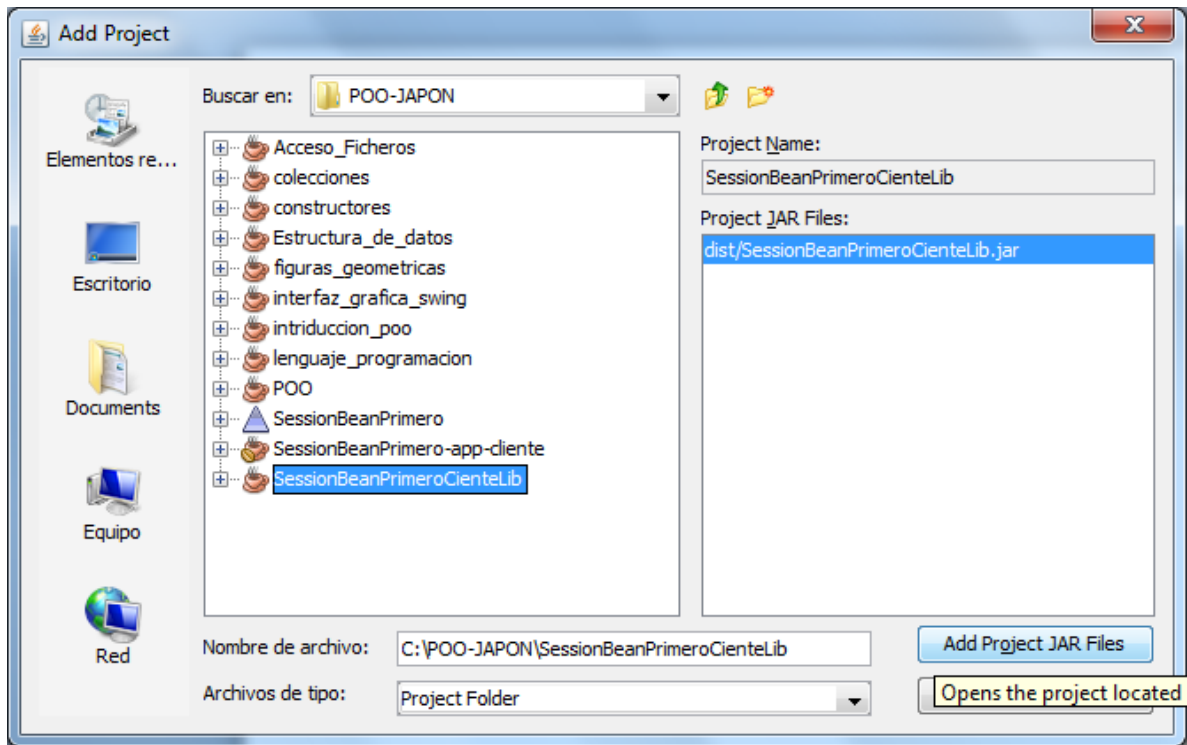 Add Project
Buscar en:
POO-JAPON
Elementos re...
Escritorio
Documents
Equipo
Red
Acceso_Ficheros
colecciones
constructores
Estructura_de_datos
figuras_geometricas
interfaz_grafica_swing
intriduccion_poo
lenguaje_programacion
POO
SessionBeanPrimero
SessionBeanPrimero-app-cliente
SessionBeanPrimeroCienteLib
Project Name:
SessionBeanPrimeroCienteLib
Project JAR Files:
dist/SessionBeanPrimeroCienteLib.jar
Nombre de archivo:
C:\POO-JAPON\SessionBeanPrimeroCienteLib
Add Project JAR Files
Archivos de tipo:
Project Folder
Opens the project located